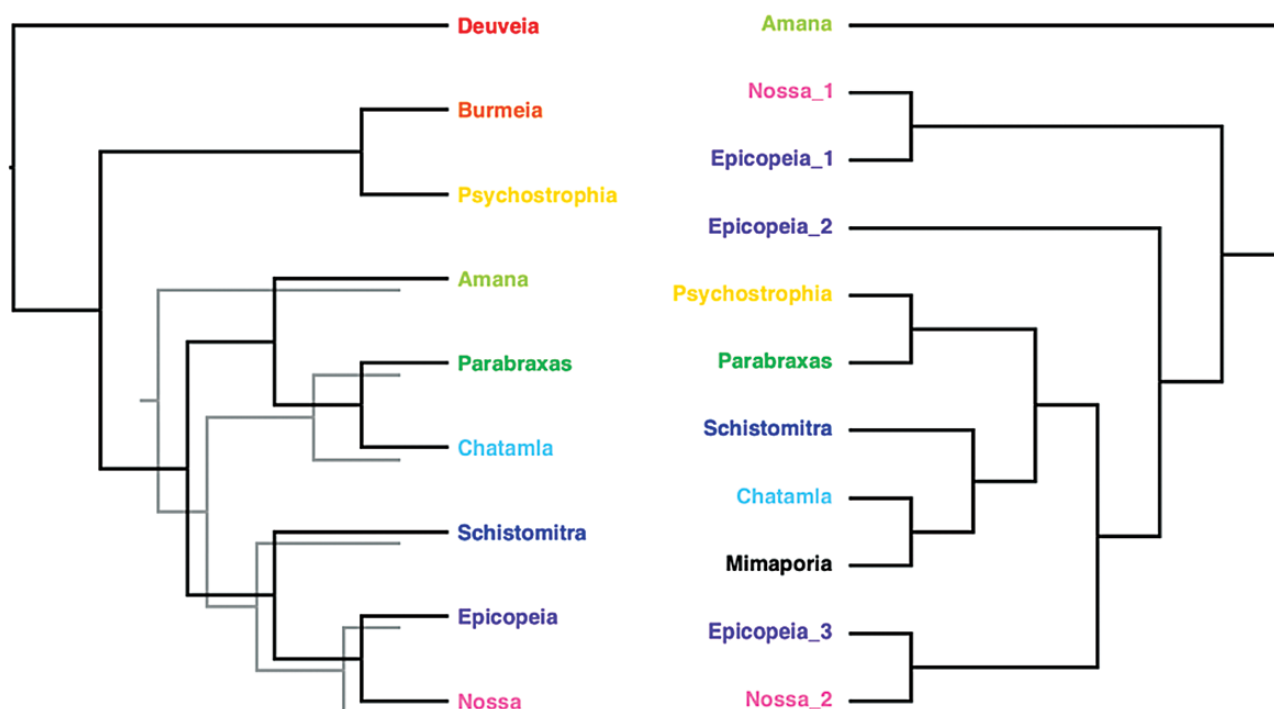 Deuveia
Burmeia
Psychostrophia
Amana
Parabraxas
Chatamla
Schistomitra
Epicopeia
Nossa
Amana
Nossa_1
Epicopeia_1
Epicopeia_2
Psychostrophia
Parabraxas
Schistomitra
Chatamla
Mimaporia
Epicopeia_3
Nossa_2